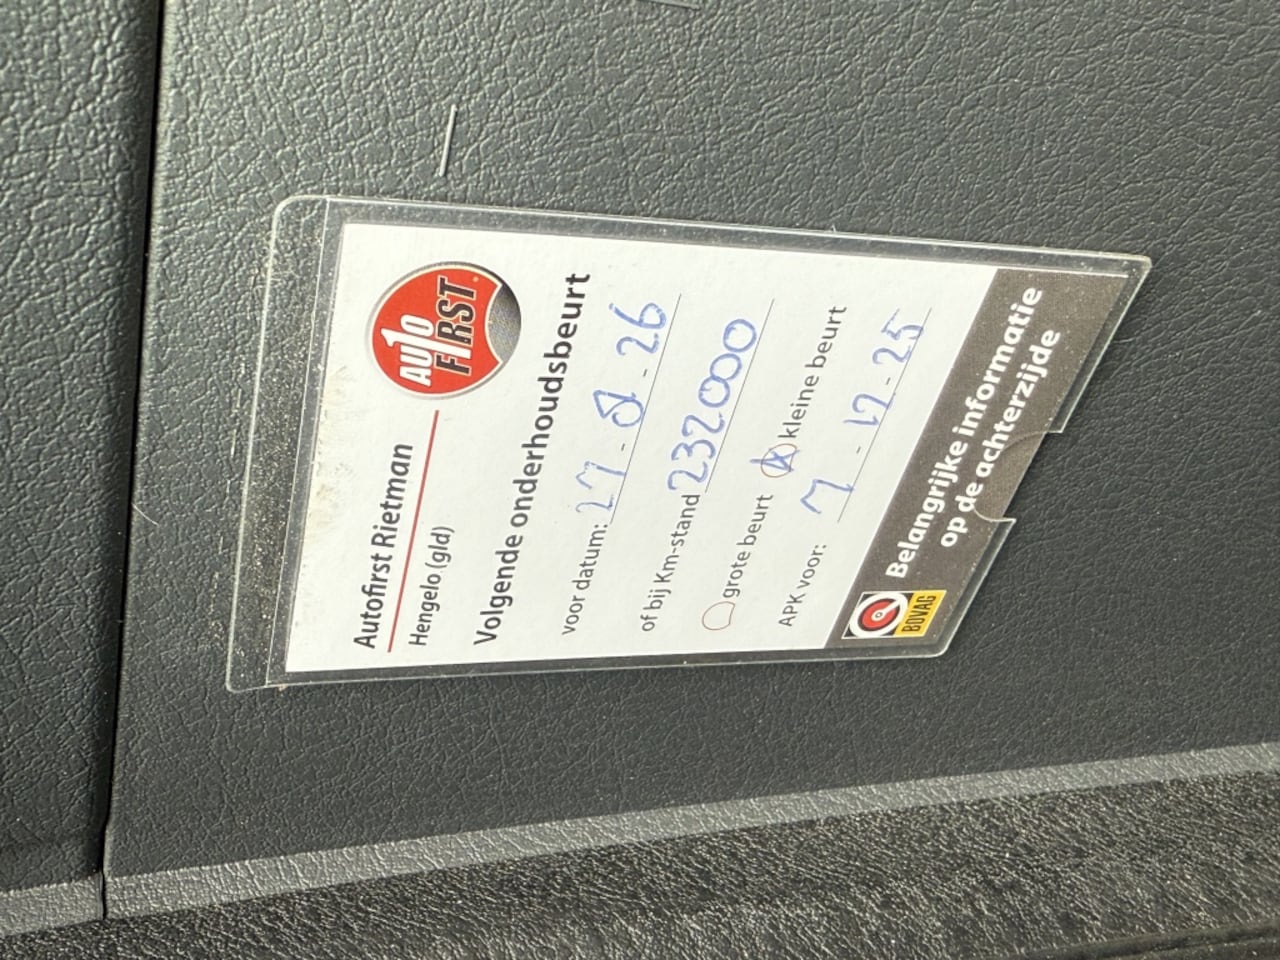 Autofirst Rietman
Hengelo (gld)
AUTO
FIRST
Volgende onderhoudsbeurt
voor datum: 27-8-26
of bij Km-stand 232000
grote beurt kleine beurt
APK voor: 7-12-25
BOVAG
Belangrijke informatie
op de achterzijde